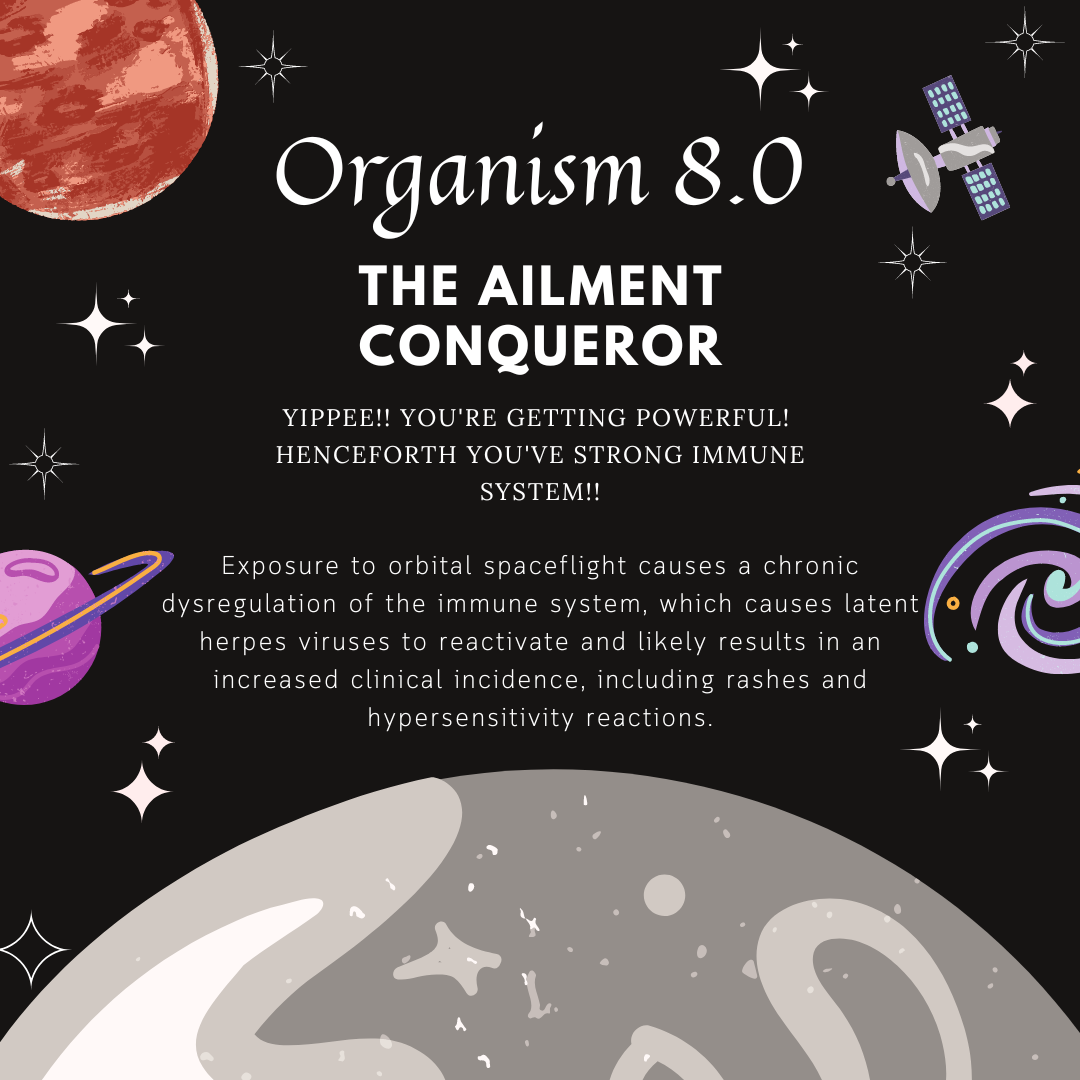 Organism 8.0
THE AILMENT
CONQUEROR
YIPPEE!! YOU'RE GETTING POWERFUL!
HENCEFORTH YOU'VE STRONG IMMUNE
SYSTEM!!
Exposure to orbital spaceflight causes a chronic
dysregulation of the immune system, which causes latent
herpes viruses to reactivate and likely results in an
increased clinical incidence, including rashes and
hypersensitivity reactions.